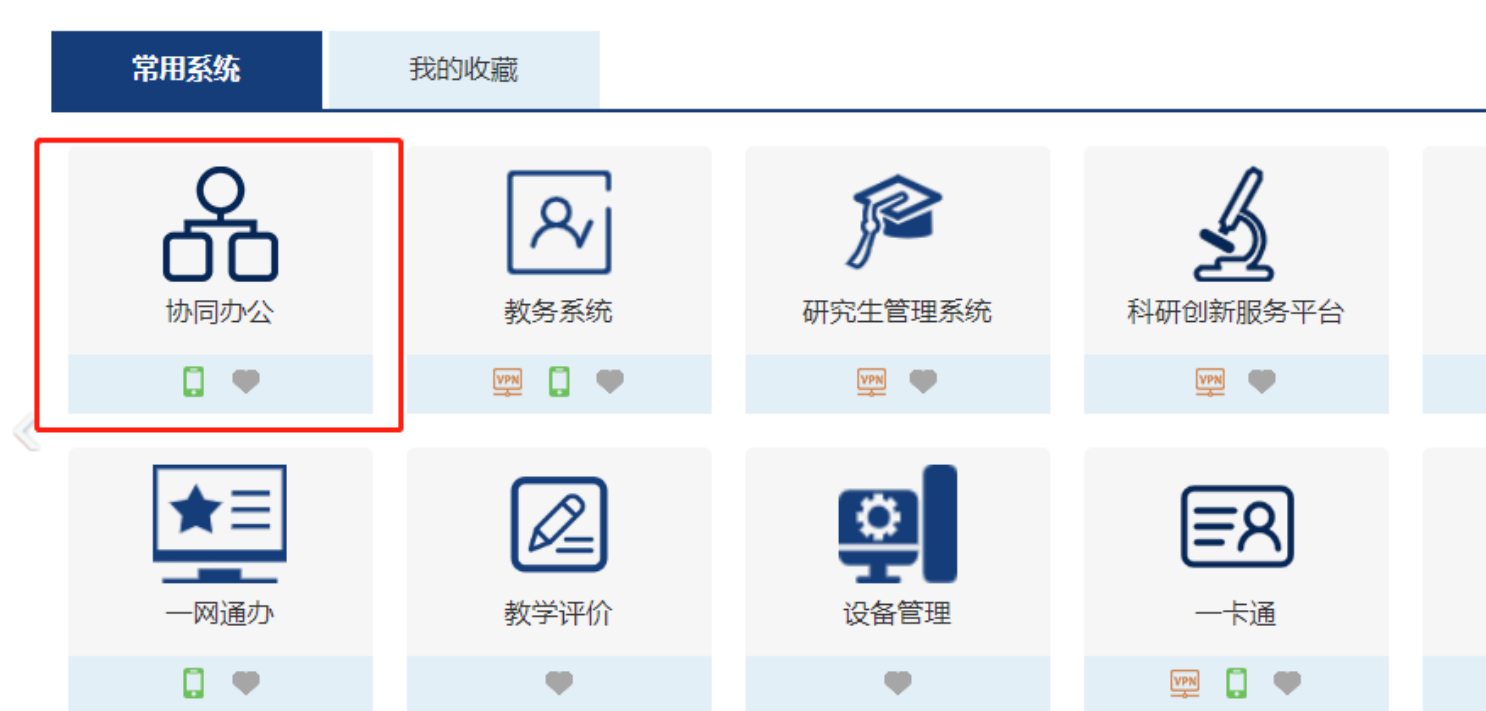 常用系统 我的收藏
协同办公 教务系统 研究生管理系统 科研创新服务平台
VPN VPN VPN
一网通办 教学评价 设备管理 一卡通
VPN